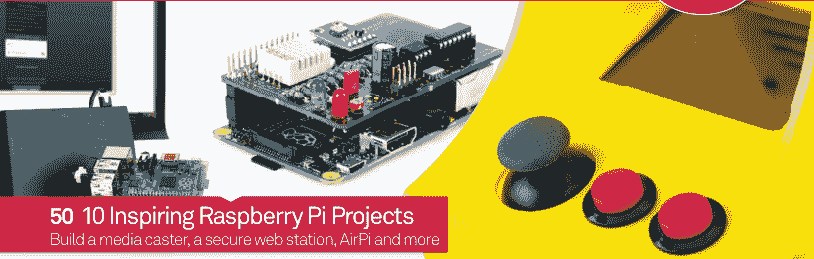 50 10 Inspiring Raspberry Pi Projects
Build a media caster, a secure web station, AirPi and more